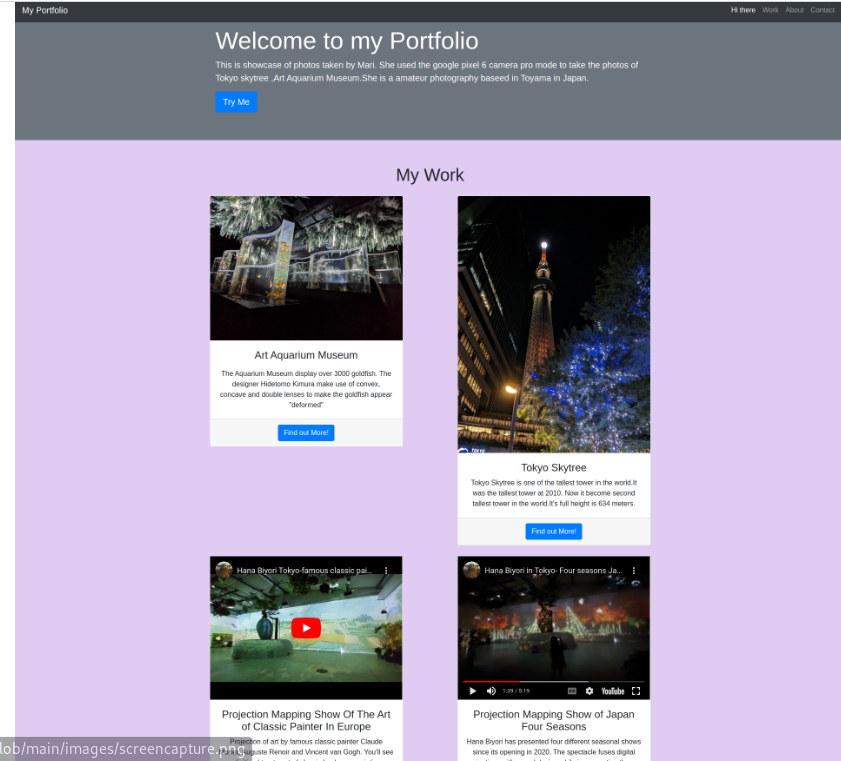 My Portfolio
Hi there Work About Contact
Welcome to my Portfolio
This is showcase of photos taken by Mari. She used the google pixel 6 camera pro mode to take the photos of
Tokyo skytree ,Art Aquarium Museum.She is a amateur photography baseed in Toyama in Japan.
Try Me
My Work
Art Aquarium Museum
The Aquarium Museum display over 3000 goldfish. The
designer Hidetomo Kimura make use of convex,
concave and double lenses to make the goldfish appear
"deformed"
Find out More!
Tokyo Skytree
Tokyo Skytree is one of the tallest tower in the world.It
was the tallest tower at 2010. Now it become second
tallest tower in the world.It's full height is 634 meters.
Find out More!
Hana Biyori Tokyo-famous classic pai...
Projection Mapping Show Of The Art
of Classic Painter In Europe
Projection of art by famous classic painter Claude
Auguste Renoir and Vincent van Gogh. You'll see
Hana Biyori in Tokyo- Four seasons Ja...
1:39 / 5:19
YouTube
Projection Mapping Show of Japan
Four Seasons
Hana Biyori has presented four different seasonal shows
since its opening in 2020. The spectacle fuses digital
lob/main/images/screencapture.png